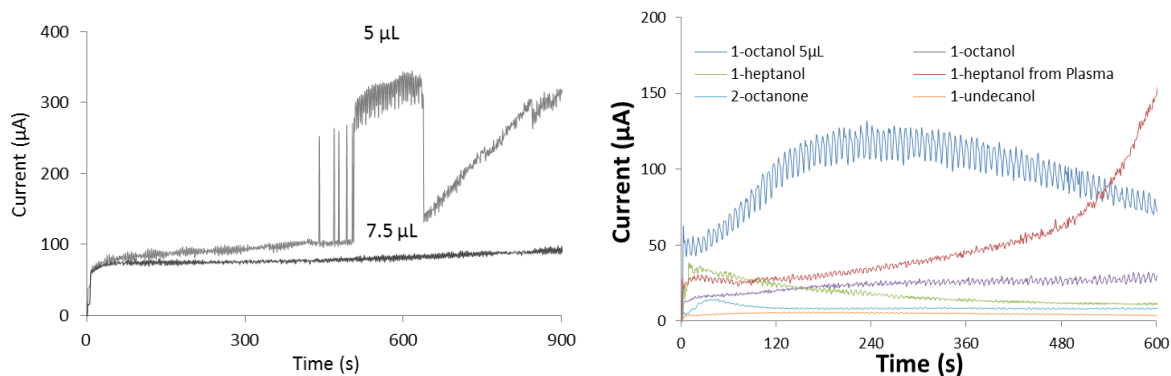 400
300
200
100
0
Current (µA)
5 µL
7.5 µL
0 300 600 900
Time (s)
200
150
100
50
0
Current (µA)
1-octanol 5µL 1-octanol
1-heptanol 1-heptanol from Plasma
2-octanone 1-undecanol
0 120 240 360 480 600
Time (s)